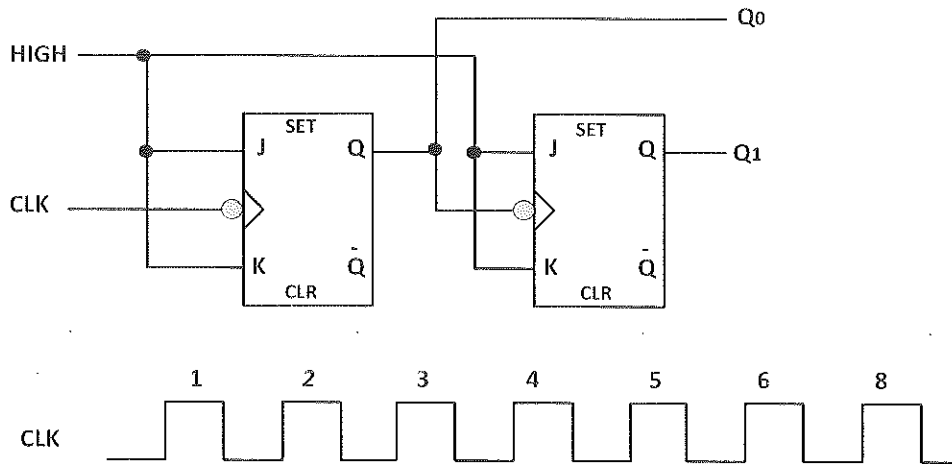 Q0
HIGH
SET SET
J Q J Q Q1
CLK
K Q̄ K Q̄
CLR CLR
1 2 3 4 5 6 8
CLK